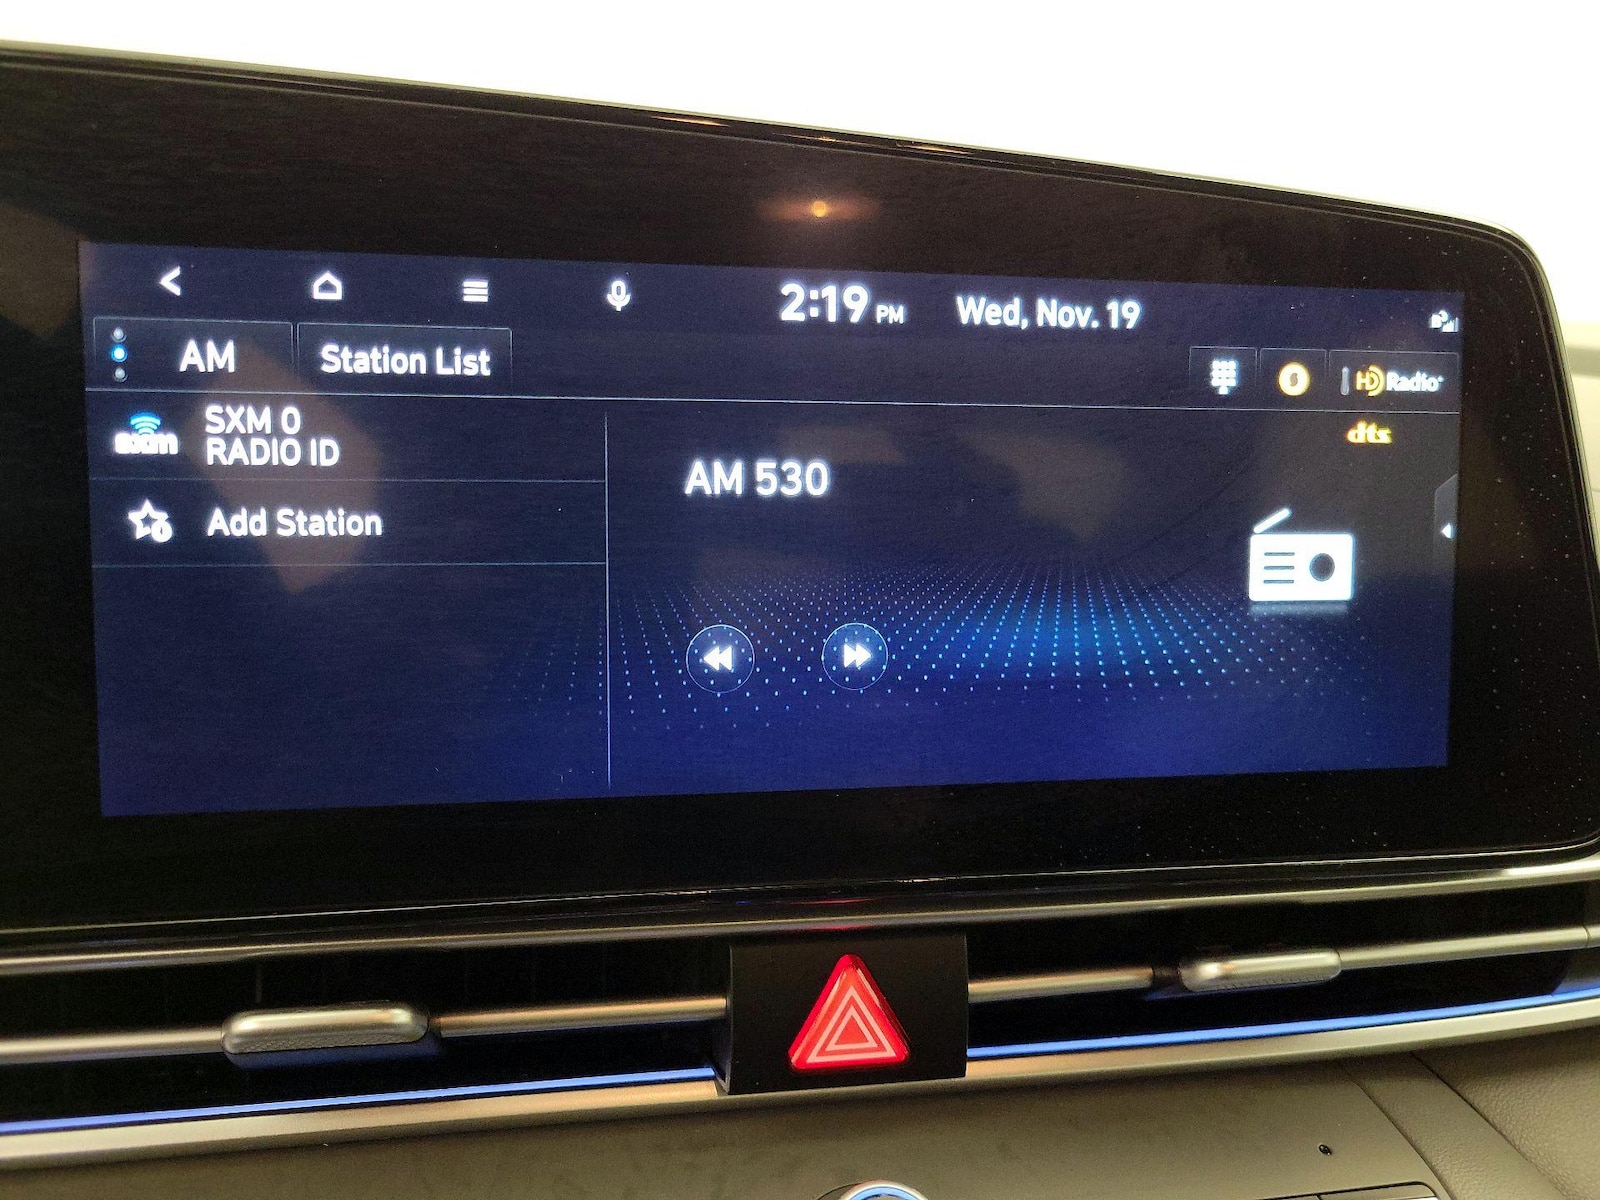 2:19 PM Wed, Nov. 19
AM Station List
HD Radio
sxm SXM 0
RADIO ID
dts
AM 530
Add Station